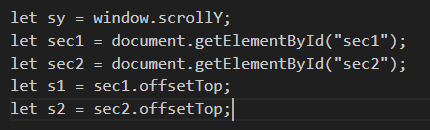 let sy = window.scrollY;
let sec1 = document.getElementById("sec1");
let sec2 = document.getElementById("sec2");
let s1 = sec1.offsetTop;
let s2 = sec2.offsetTop;